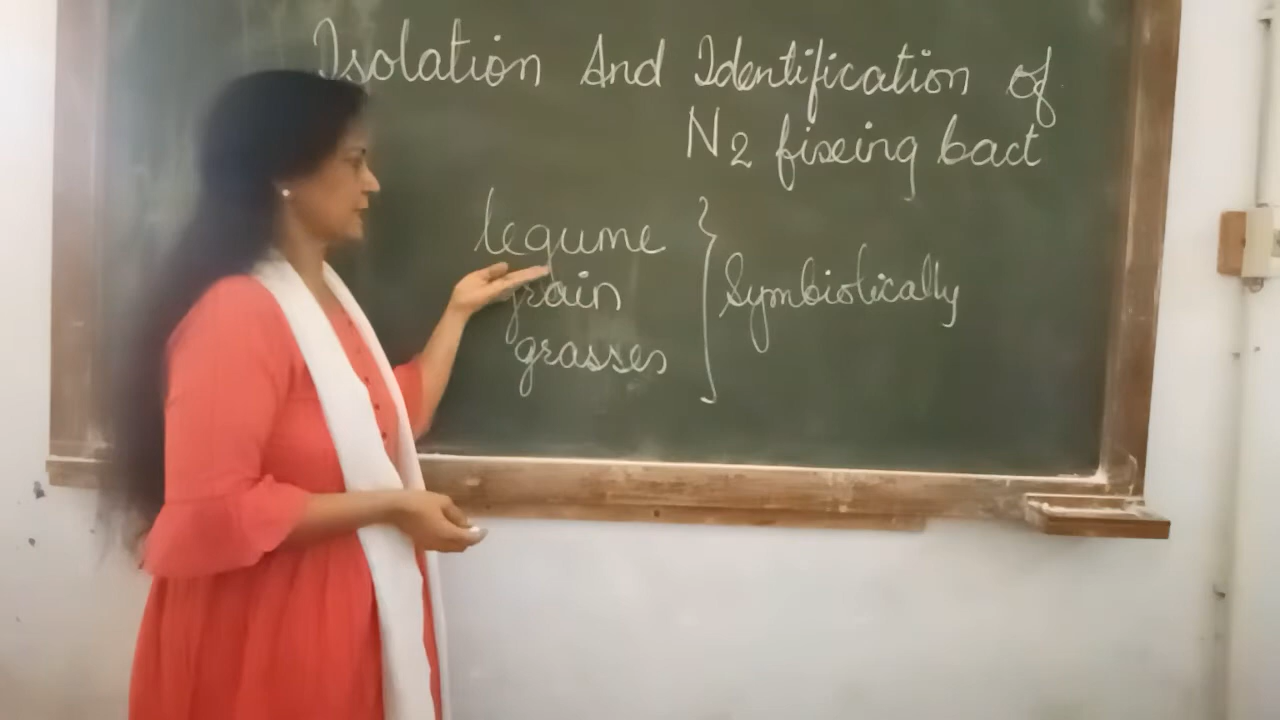 Isolation And Identification of
N2 fixeing bact
legume
grain
grasses
} Symbiotically